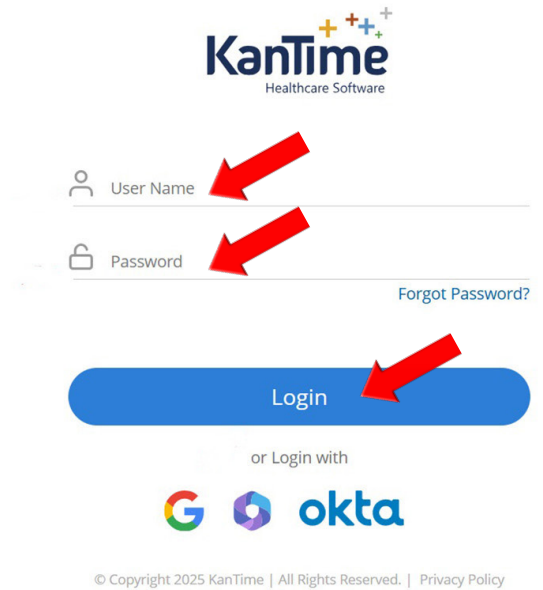 KanTime
Healthcare Software
User Name
Password
Forgot Password?
Login
or Login with
okta
© Copyright 2025 KanTime | All Rights Reserved. | Privacy Policy